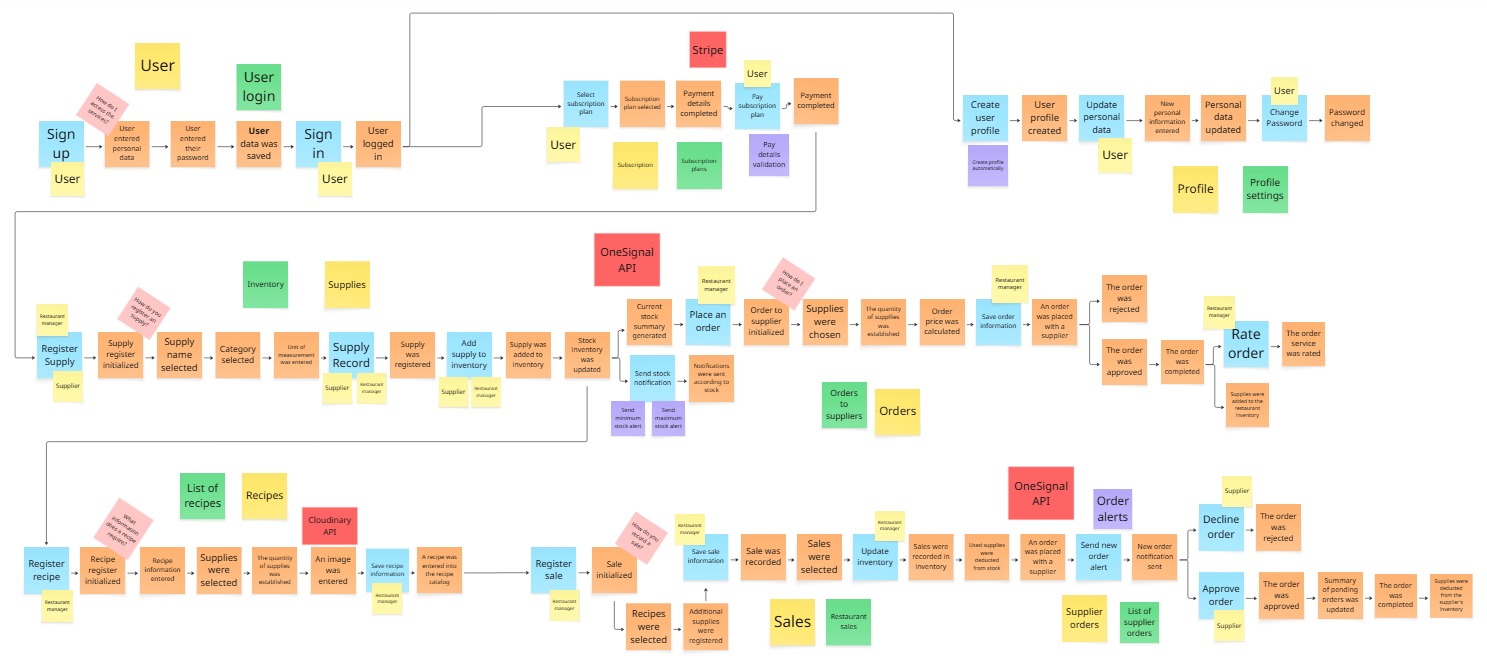 Stripe
User
User
login
User
User
How do I
access the
services?
Select
subscription
plan
Subscription
plan selected
Payment
details
completed
Pay
subscription
plan
Payment
completed
Create
user
profile
User
profile
created
Update
personal
data
New
personal
information
entered
Personal
data
updated
Change
Password
Password
changed
Sign
up
User
entered
personal
data
User
entered
their
password
User
data was
saved
Sign
in
User
logged
in
User
User
User
Subscription
Subscription
plans
Pay
details
validation
Create profile
automatically
User
Profile
Profile
settings
OneSignal
API
Inventory
Supplies
Restaurant
manager
How do I
place an
order?
Restaurant
manager
How do you
register an
supply?
Restaurant
manager
Restaurant
manager
Register
Supply
Supply
register
initialized
Supply
name
selected
Category
selected
Unit of
measurement
was entered
Supply
Record
Supply
was
registered
Add
supply to
inventory
Supply was
added to
inventory
Stock
inventory
was
updated
Current
stock
summary
generated
Place an
order
Order to
supplier
initialized
Supplies
were
chosen
The quantity
of supplies
was
established
Order
price was
calculated
Save order
information
An order
was placed
with a
supplier
The order
was
rejected
The order
was
approved
The order
was
completed
Rate
order
The order
service
was rated
Supplies were
added to the
restaurant
inventory
Send stock
notification
Notifications
were sent
according to
stock
Send
minimum
stock alert
Send
maximum
stock alert
Supplier
Supplier
Restaurant
manager
Supplier
Restaurant
manager
Orders
to
suppliers
Orders
List of
recipes
Recipes
Cloudinary
API
What
information
does a recipe
require?
How do you
record a
sale?
Restaurant
manager
Restaurant
manager
OneSignal
API
Order
alerts
Supplier
Register
recipe
Recipe
register
initialized
Recipe
information
entered
Supplies
were
selected
The quantity
of supplies
was
established
An image
was
entered
Save recipe
information
A recipe was
entered into
the recipe
catalog
Register
sale
Sale
initialized
Save sale
information
Sale was
recorded
Sales
were
selected
Update
inventory
Sales were
recorded in
inventory
Used supplies
were
deducted
from stock
An order
was placed
with a
supplier
Send new
order
alert
New order
notification
sent
Decline
order
The order
was
rejected
Approve
order
The order
was
approved
Summary
of pending
orders was
updated
The order
was
completed
Supplies were
deducted
from the
supplier's
inventory
Restaurant
manager
Restaurant
manager
Restaurant
manager
Recipes
were
selected
Additional
supplies
were
registered
Sales
Restaurant
sales
Supplier
orders
List of
supplier
orders
Supplier